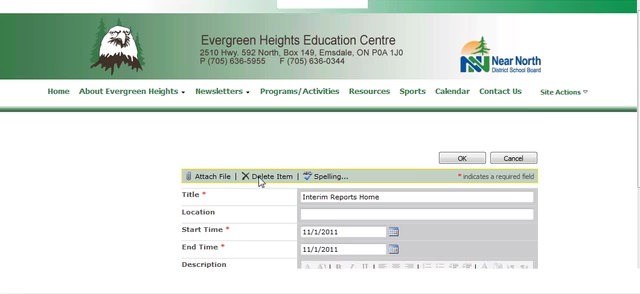 Evergreen Heights Education Centre
2510 Hwy. 592 North, Box 149, Emsdale, ON P0A 1J0
P (705) 636-5955 F (705) 636-0344
Near North
District School Board
Home About Evergreen Heights Newsletters Programs/Activities Resources Sports Calendar Contact Us Site Actions
OK Cancel
Attach File | Delete Item | Spelling... * indicates a required field
Title * Interim Reports Home
Location
Start Time * 11/1/2011
End Time * 11/1/2011
Description